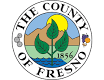 THE COUNTY
1856
OF FRESNO